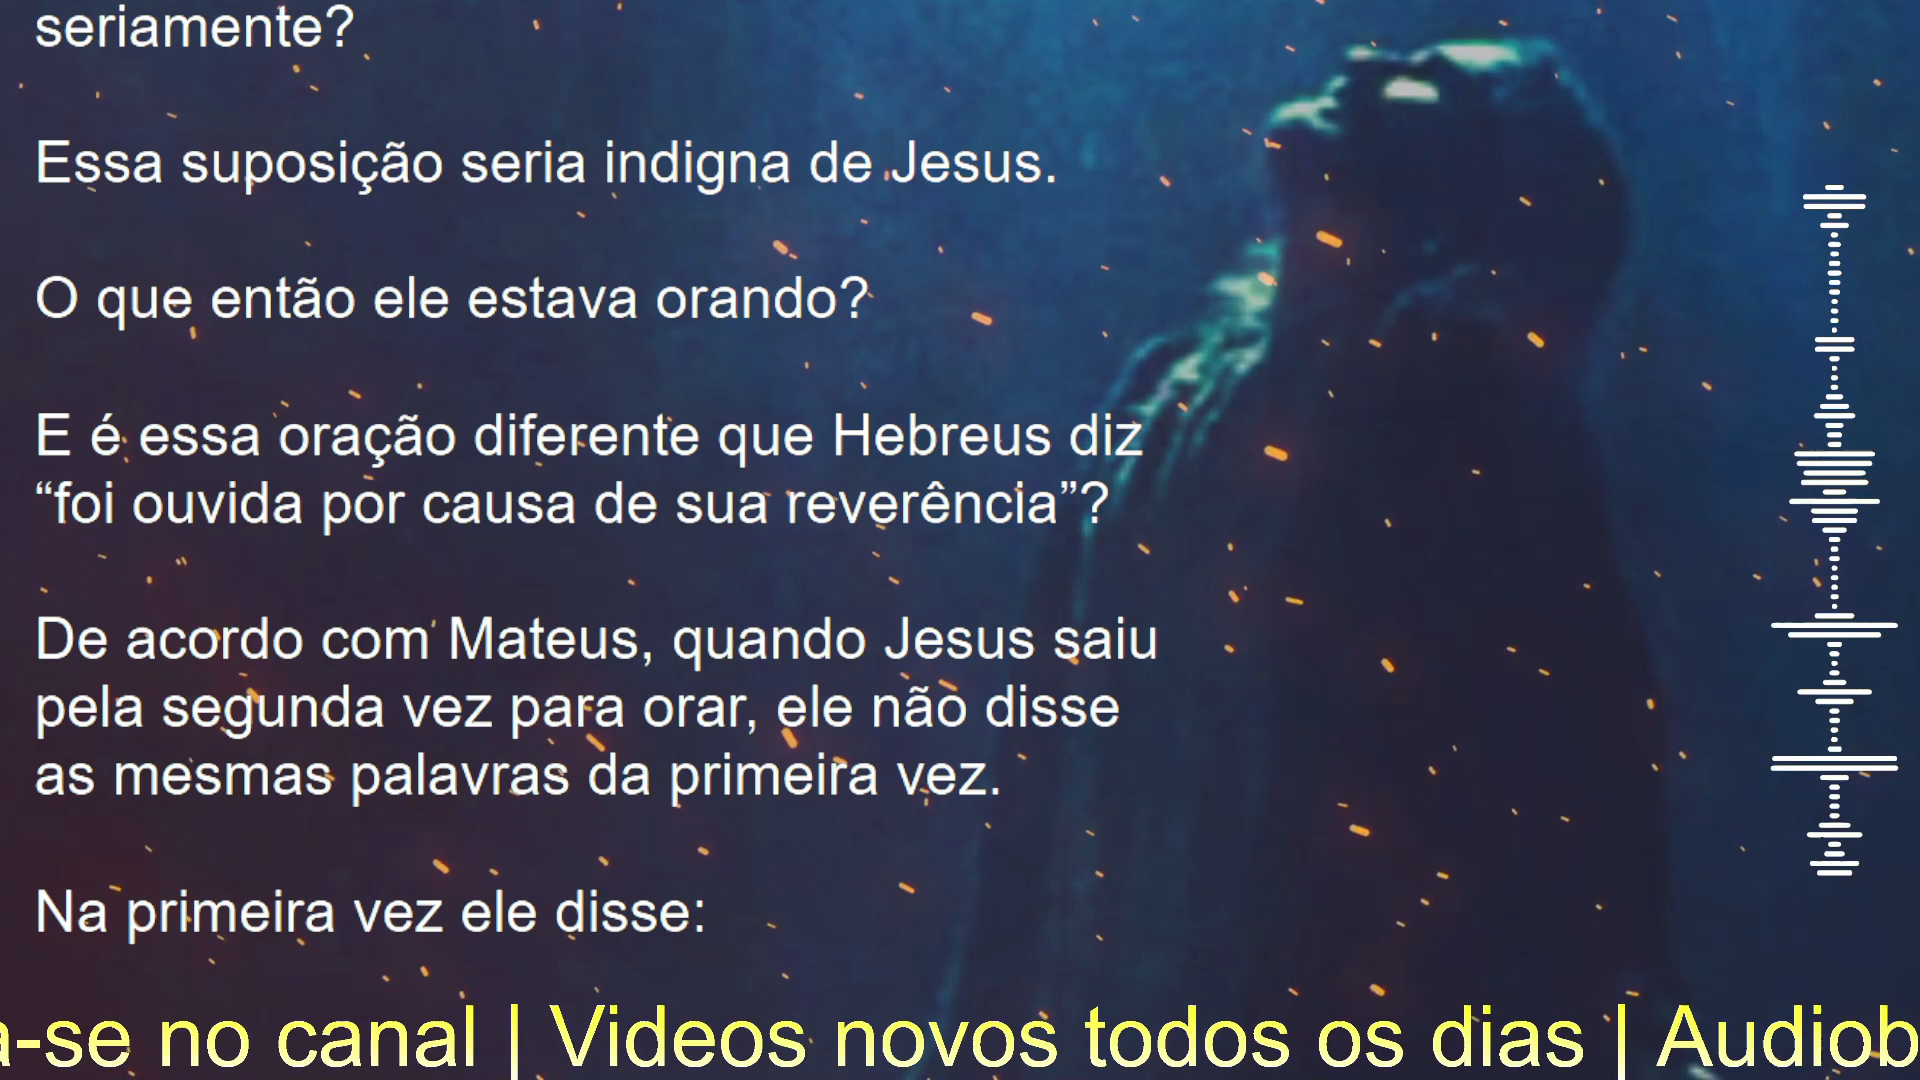 seriamente?
Essa suposição seria indigna de Jesus.
O que então ele estava orando?
E é essa oração diferente que Hebreus diz
“foi ouvida por causa de sua reverência”?
De acordo com Mateus, quando Jesus saiu
pela segunda vez para orar, ele não disse
as mesmas palavras da primeira vez.
Na primeira vez ele disse:
a-se no canal | Videos novos todos os dias | Audiob